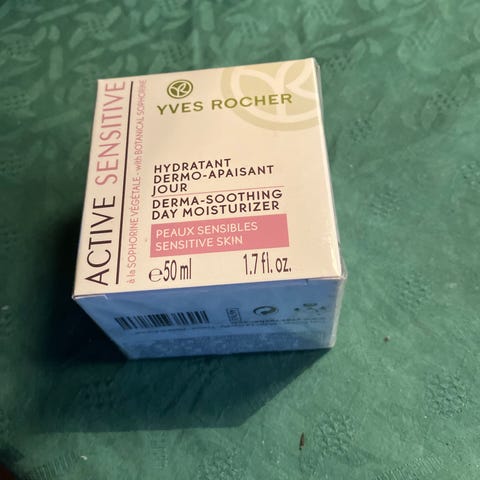 YVES ROCHER
ACTIVE SENSITIVE
à la SOPHORINE VÉGÉTALE - with BOTANICAL SOPHORINE
HYDRATANT
DERMO-APAISANT
JOUR
DERMA-SOOTHING
DAY MOISTURIZER
PEAUX SENSIBLES
SENSITIVE SKIN
e50 ml 1.7 fl. oz.